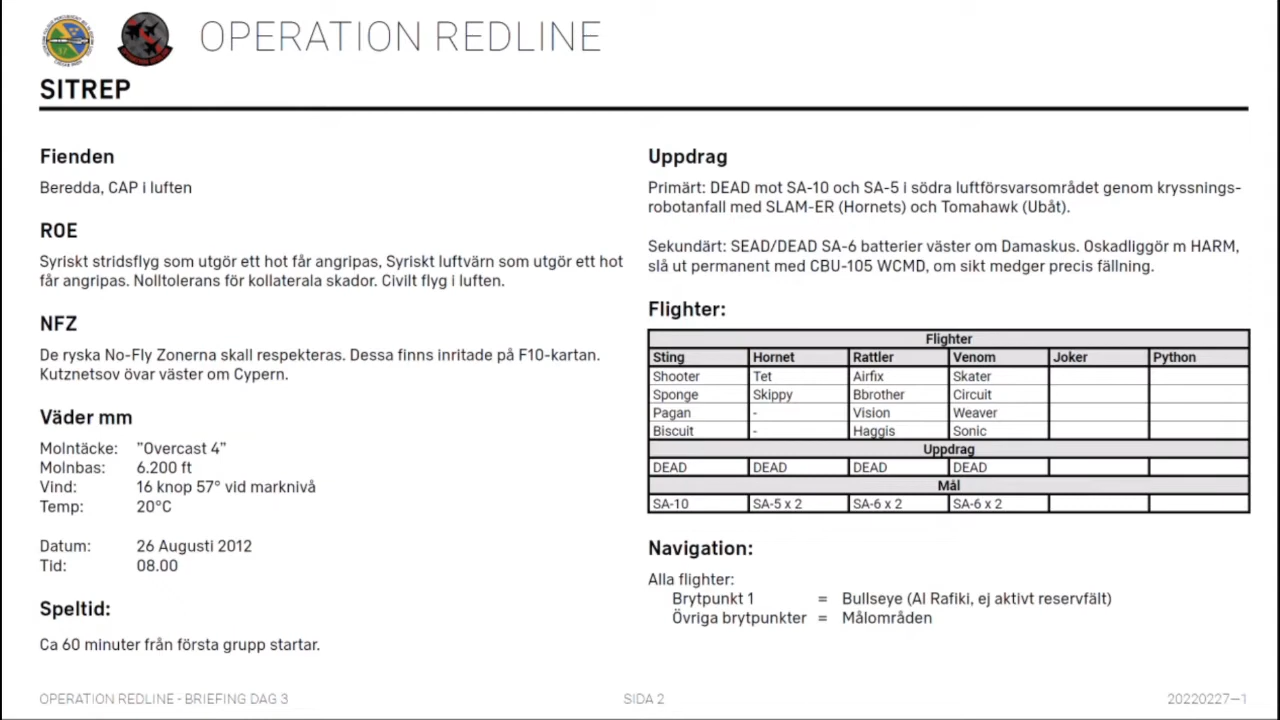 OPERATION REDLINE
SITREP
Fienden
Beredda, CAP i luften
ROE
Syriskt stridsflyg som utgör ett hot får angripas, Syriskt luftvärn som utgör ett hot
får angripas. Nolltolerans för kollaterala skador. Civilt flyg i luften.
NFZ
De ryska No-Fly Zonerna skall respekteras. Dessa finns inritade på F10-kartan.
Kutznetsov övar väster om Cypern.
Väder mm
Molntäcke: ”Overcast 4”
Molnbas: 6.200 ft
Vind: 16 knop 57° vid marknivå
Temp: 20°C
Datum: 26 Augusti 2012
Tid: 08.00
Speltid:
Ca 60 minuter från första grupp startar.
Uppdrag
Primärt: DEAD mot SA-10 och SA-5 i södra luftförsvarsområdet genom kryssnings-
robotanfall med SLAM-ER (Hornets) och Tomahawk (Ubåt).
Sekundärt: SEAD/DEAD SA-6 batterier väster om Damaskus. Oskadliggör m HARM,
slå ut permanent med CBU-105 WCMD, om sikt medger precis fällning.
Flighter:
Flighter
Sting Hornet Rattler Venom Joker Python
Shooter Tet Airfix Skater
Sponge Skippy Bbrother Circuit
Pagan - Vision Weaver
Biscuit - Haggis Sonic
Uppdrag
DEAD DEAD DEAD DEAD
Mål
SA-10 SA-5 x 2 SA-6 x 2 SA-6 x 2
Navigation:
Alla flighter:
Brytpunkt 1 = Bullseye (Al Rafiki, ej aktivt reservfält)
Övriga brytpunkter = Målområden
OPERATION REDLINE - BRIEFING DAG 3 SIDA 2 20220227—1